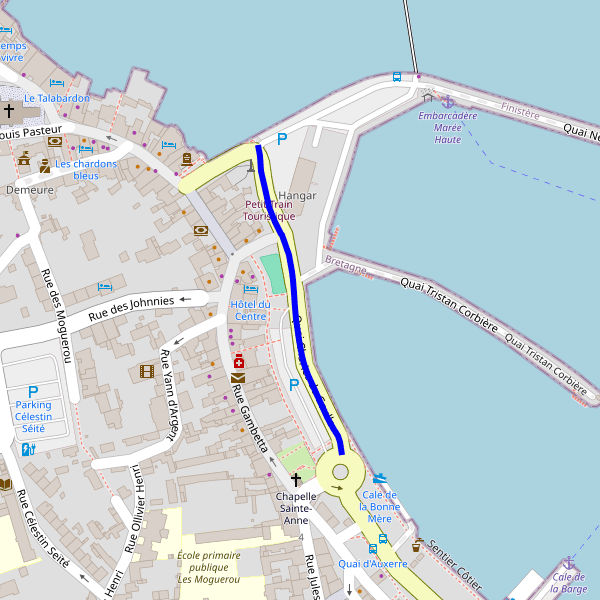 temps
vivre
Le Talabardon
P
Embarcadère
Marée
Haute
Finistère
Quai Ne
ouis Pasteur
Les chardons
bleus
Demeure
Hangar
Petit Train
Touristique
Bretagne
Quai Tristan Corbière - Quai Tristan Corbière
Rue des Moguerou
Rue des Johnnies
Hôtel du
Centre
Rue Yann d'Argent
P
P
Parking
Célestin
Séité
Rue Gambetta
Rue Ollivier Henri
Chapelle
Sainte-
Anne
4
Cale de
la Bonne
Mère
Rue Célestin Seité
École primaire
publique
Les Moguerou
Henri
Rue Jules
Quai d'Auxerre
Sentier Côtier
Cale de
la Barge